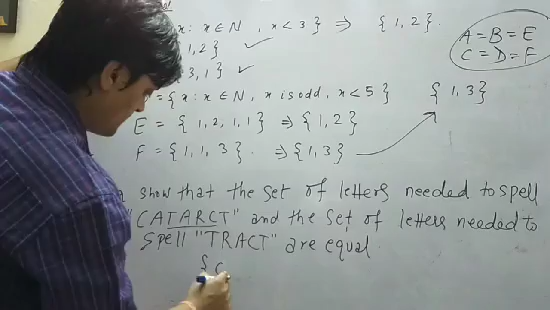 x : x ∈ N , x < 3 } ⇒ { 1, 2 }.
A = B = E
C = D = F
1, 2 } ✓
3, 1 } ✓
= { x : x ∈ N , x is odd , x < 5 } { 1, 3 }
E = { 1, 2, 1, 1 } ⇒ { 1, 2 }
F = { 1, 1, 3 } . ⇒ { 1, 3 }
show that the set of letters needed to spell
"CATARCT" and the set of letters needed to
spell "TRACT" are equal.
{ C